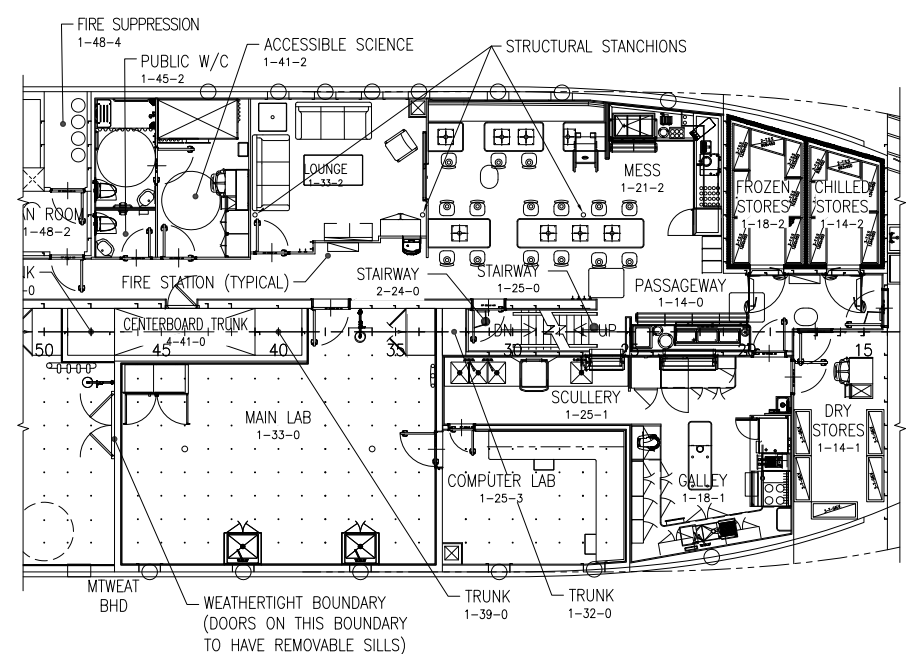 FIRE SUPPRESSION
1-48-4
PUBLIC W/C
1-45-2
ACCESSIBLE SCIENCE
1-41-2
STRUCTURAL STANCHIONS
LOUNGE
1-33-2
MESS
1-21-2
FROZEN
STORES
1-18-2
CHILLED
STORES
1-14-2
AN ROOM
1-48-2
NK
-0
FIRE STATION (TYPICAL)
STAIRWAY
2-24-0
STAIRWAY
1-25-0
PASSAGEWAY
1-14-0
CENTERBOARD TRUNK
4-41-0
50
45
40
35
30
15
DN
UP
MAIN LAB
1-33-0
SCULLERY
1-25-1
DRY
STORES
1-14-1
COMPUTER LAB
1-25-3
GALLEY
1-18-1
MTWEAT
BHD
WEATHERTIGHT BOUNDARY
(DOORS ON THIS BOUNDARY
TO HAVE REMOVABLE SILLS)
TRUNK
1-39-0
TRUNK
1-32-0